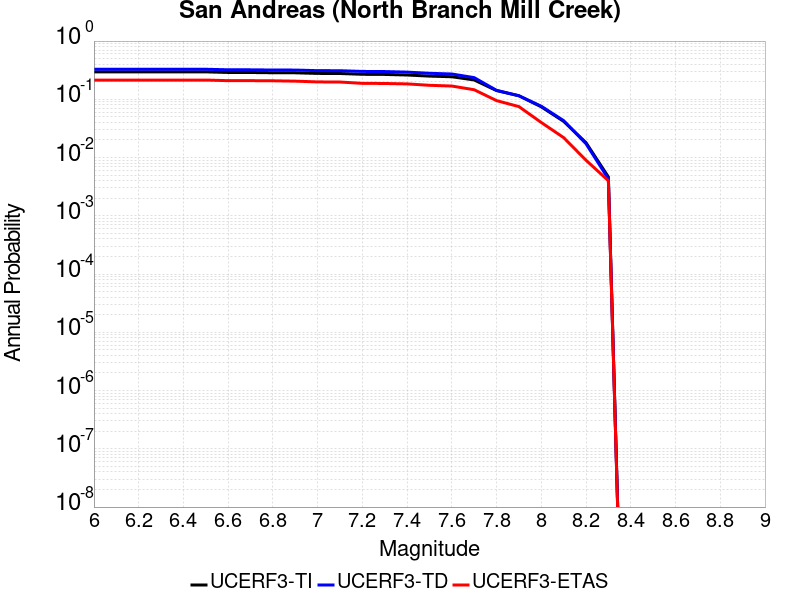 San Andreas (North Branch Mill Creek)
10^0
10^-1
10^-2
10^-3
10^-4
10^-5
10^-6
10^-7
10^-8
Annual Probability
6 6.2 6.4 6.6 6.8 7 7.2 7.4 7.6 7.8 8 8.2 8.4 8.6 8.8 9
Magnitude
UCERF3-TI UCERF3-TD UCERF3-ETAS